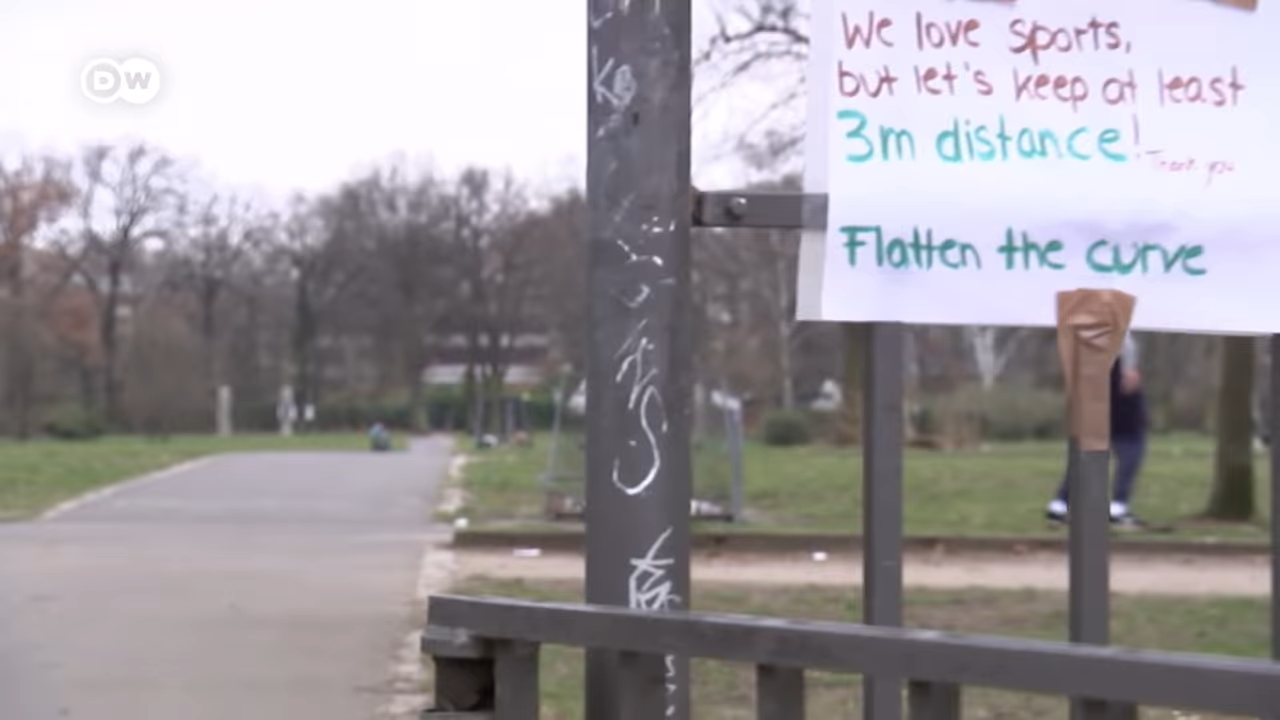 DW
We love sports,
but let's keep at least
3m distance!
Thank you
Flatten the curve